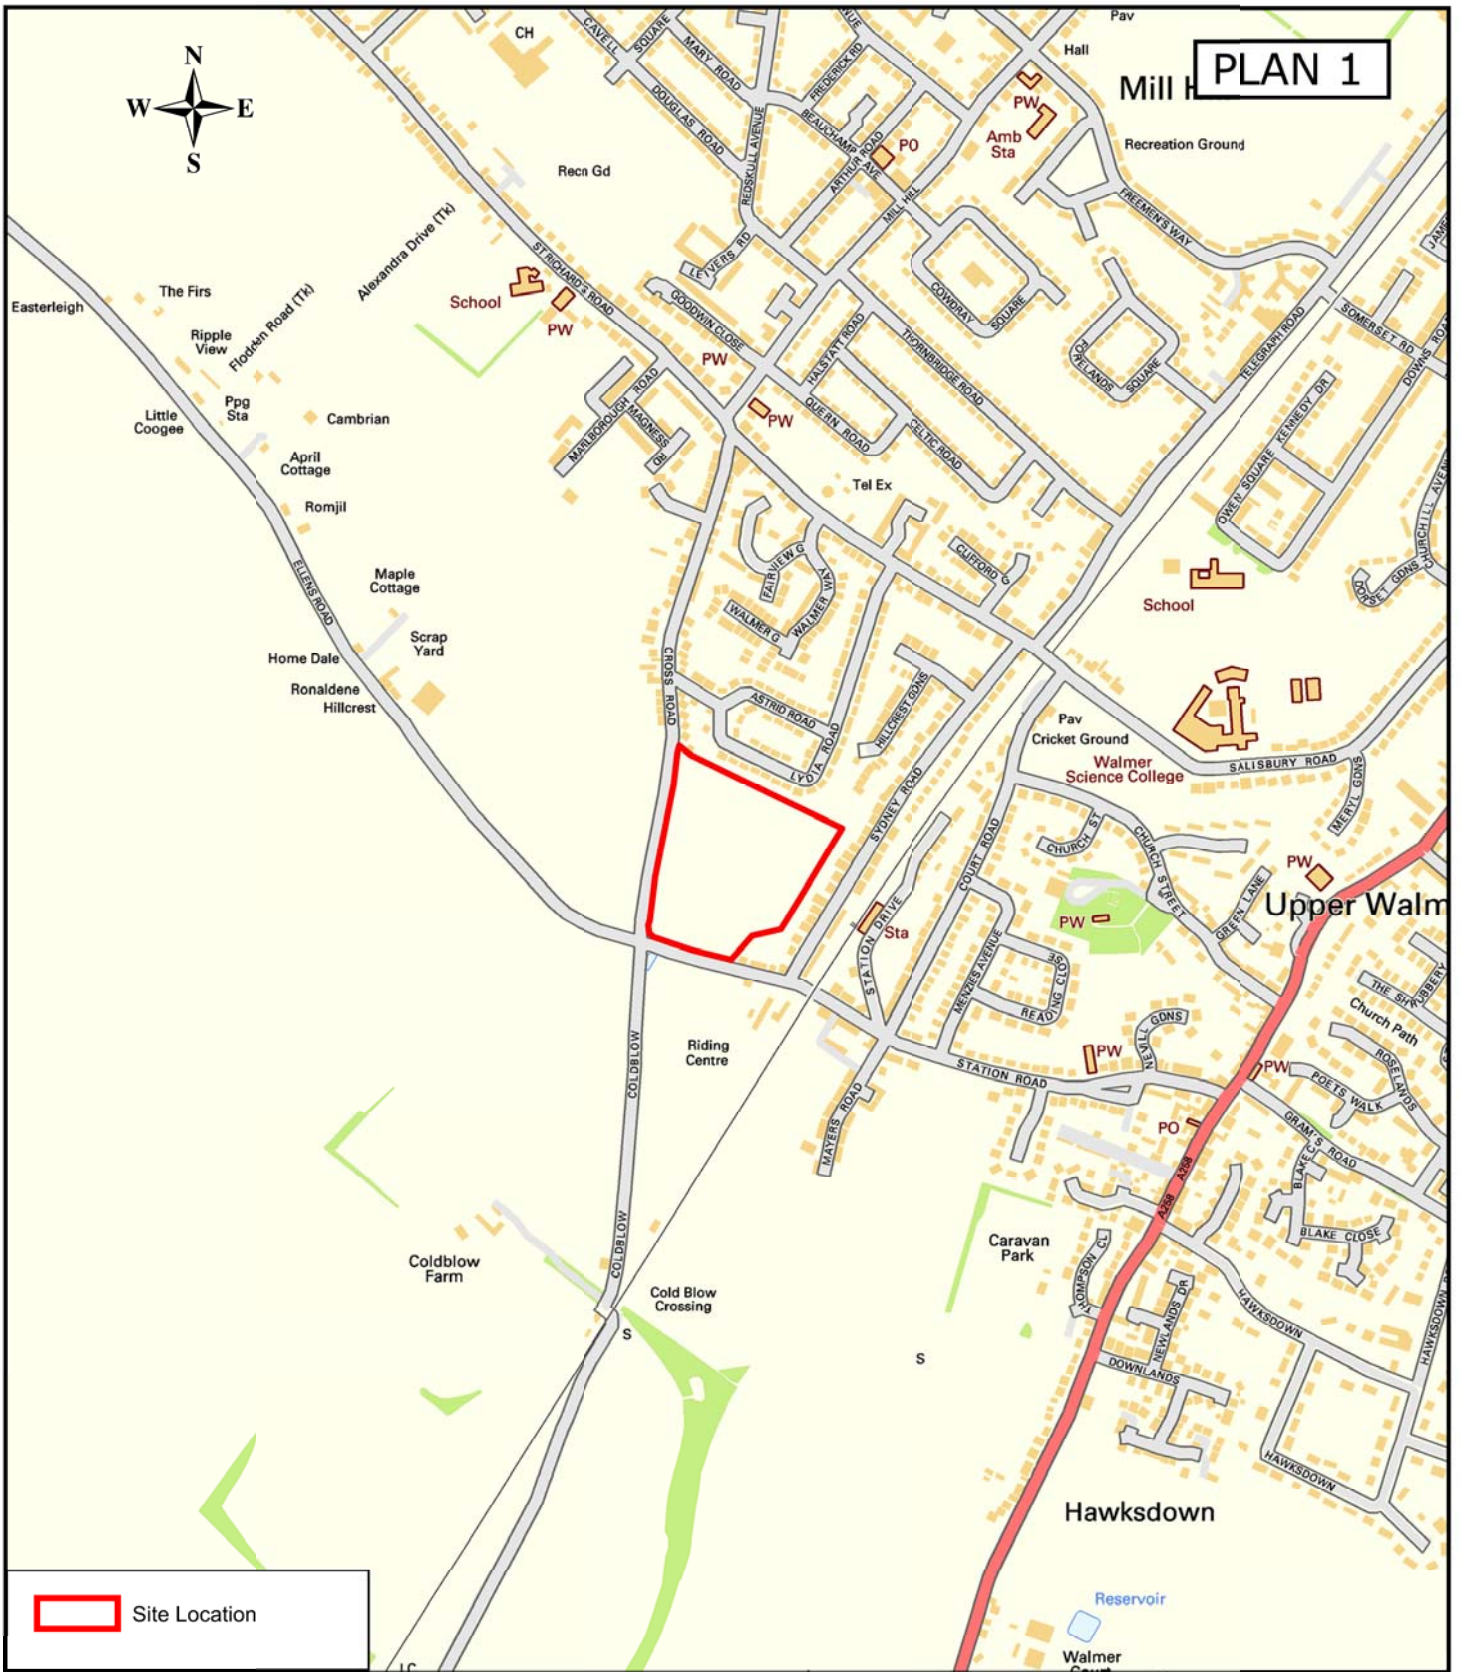 PLAN 1
N
W E
S
CH
CAVELL
SQUARE
MARY ROAD
FREDERICK RD
Pav
Hall
Mill H
DOUGLAS ROAD
REDSKULL AVENUE
BEAUCHAMP AVE
ARTHUR ROAD
PO
PW
Amb
Sta
Recreation Ground
Recn Gd
MILL HILL
FREEMEN'S WAY
Alexandra Drive (Tk)
ST RICHARD'S ROAD
LEIVERS RD
COWDRAY
SQUARE
Easterleigh
The Firs
School
PW
GOODWIN CLOSE
Ripple
View
Flodden Road (Tk)
PW
HALSTATT ROAD
THORNBRIDGE ROAD
FORELANDS
SQUARE
TELEGRAPH ROAD
SOMERSET RD
Ppg
Sta
Little
Coogee
Cambrian
MARLBOROUGH ROAD
MAGNESS
RD
PW
QUERN ROAD
CELTIC ROAD
OWEN SQUARE
KENNEDY DR
April
Cottage
Tel Ex
Romjil
CHURCHILL AVEN
ELLENS ROAD
FAIRVIEW G
CLIFFORD G
Maple
Cottage
WALMER G
WALMER WAY
School
DORSET GDNS
Scrap
Yard
Home Dale
Ronaldene
Hillcrest
CROSS ROAD
ASTRID ROAD
HILLCREST GDNS
Pav
Cricket Ground
LYDIA ROAD
Walmer
Science College
SALISBURY ROAD
MERYL GDNS
SYDNEY ROAD
COURT ROAD
CHURCH ST
CHURCH STREET
PW
GREEN LANE
Upper Walm
STATION DRIVE
Sta
PW
MENZIES AVENUE
READING CLOSE
THE SHRUBBERY
Church Path
NEVILL GDNS
Riding
Centre
COLDBLOW
STATION ROAD
PW
PW
POETS WALK
ROSELANDS
MAYERS ROAD
PO
GRAM'S ROAD
A258
A258
BLAKE C
BLAKE CLOSE
COLDBLOW
Coldblow
Farm
Caravan
Park
THOMPSON CL
Cold Blow
Crossing
NEWLANDS DR
HAWKSDOWN
S
S
DOWNLANDS
HAWKSDOWN
Hawksdown
Reservoir
Site Location
Walmer